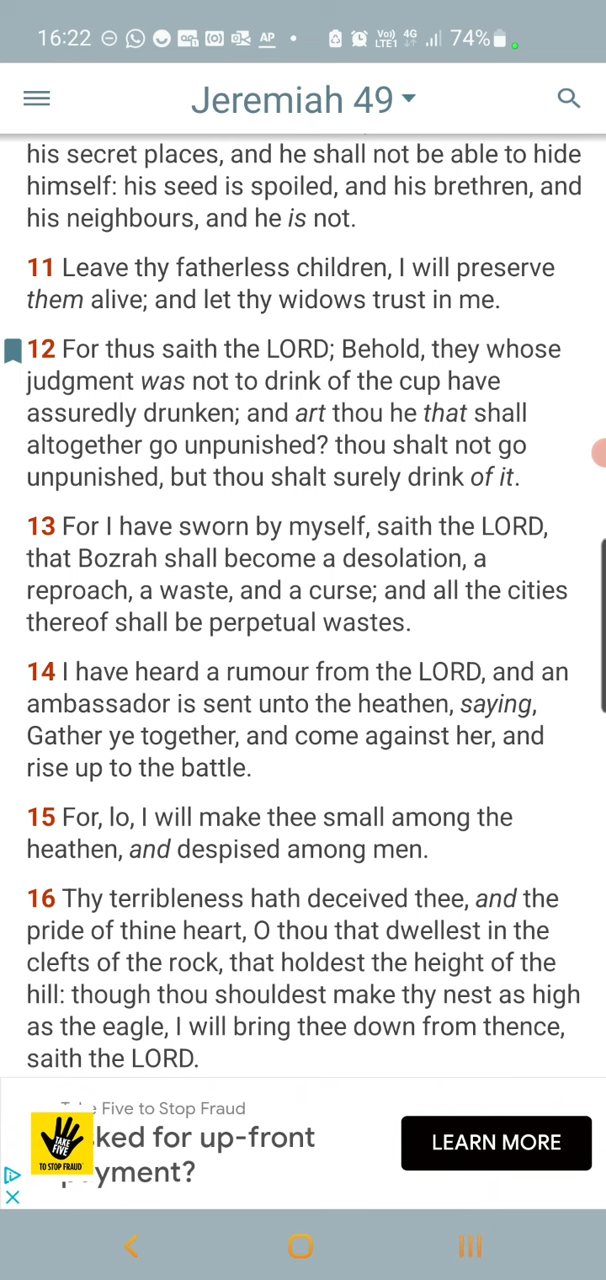 16:22 AP Vo)) LTE1 4G 74%
Jeremiah 49
his secret places, and he shall not be able to hide
himself: his seed is spoiled, and his brethren, and
his neighbours, and he is not.
11 Leave thy fatherless children, I will preserve
them alive; and let thy widows trust in me.
12 For thus saith the LORD; Behold, they whose
judgment was not to drink of the cup have
assuredly drunken; and art thou he that shall
altogether go unpunished? thou shalt not go
unpunished, but thou shalt surely drink of it.
13 For I have sworn by myself, saith the LORD,
that Bozrah shall become a desolation, a
reproach, a waste, and a curse; and all the cities
thereof shall be perpetual wastes.
14 I have heard a rumour from the LORD, and an
ambassador is sent unto the heathen, saying,
Gather ye together, and come against her, and
rise up to the battle.
15 For, lo, I will make thee small among the
heathen, and despised among men.
16 Thy terribleness hath deceived thee, and the
pride of thine heart, O thou that dwellest in the
clefts of the rock, that holdest the height of the
hill: though thou shouldest make thy nest as high
as the eagle, I will bring thee down from thence,
saith the LORD.
Five to Stop Fraud
ked for up-front
yment?
TAKE
FIVE
TO STOP FRAUD
LEARN MORE